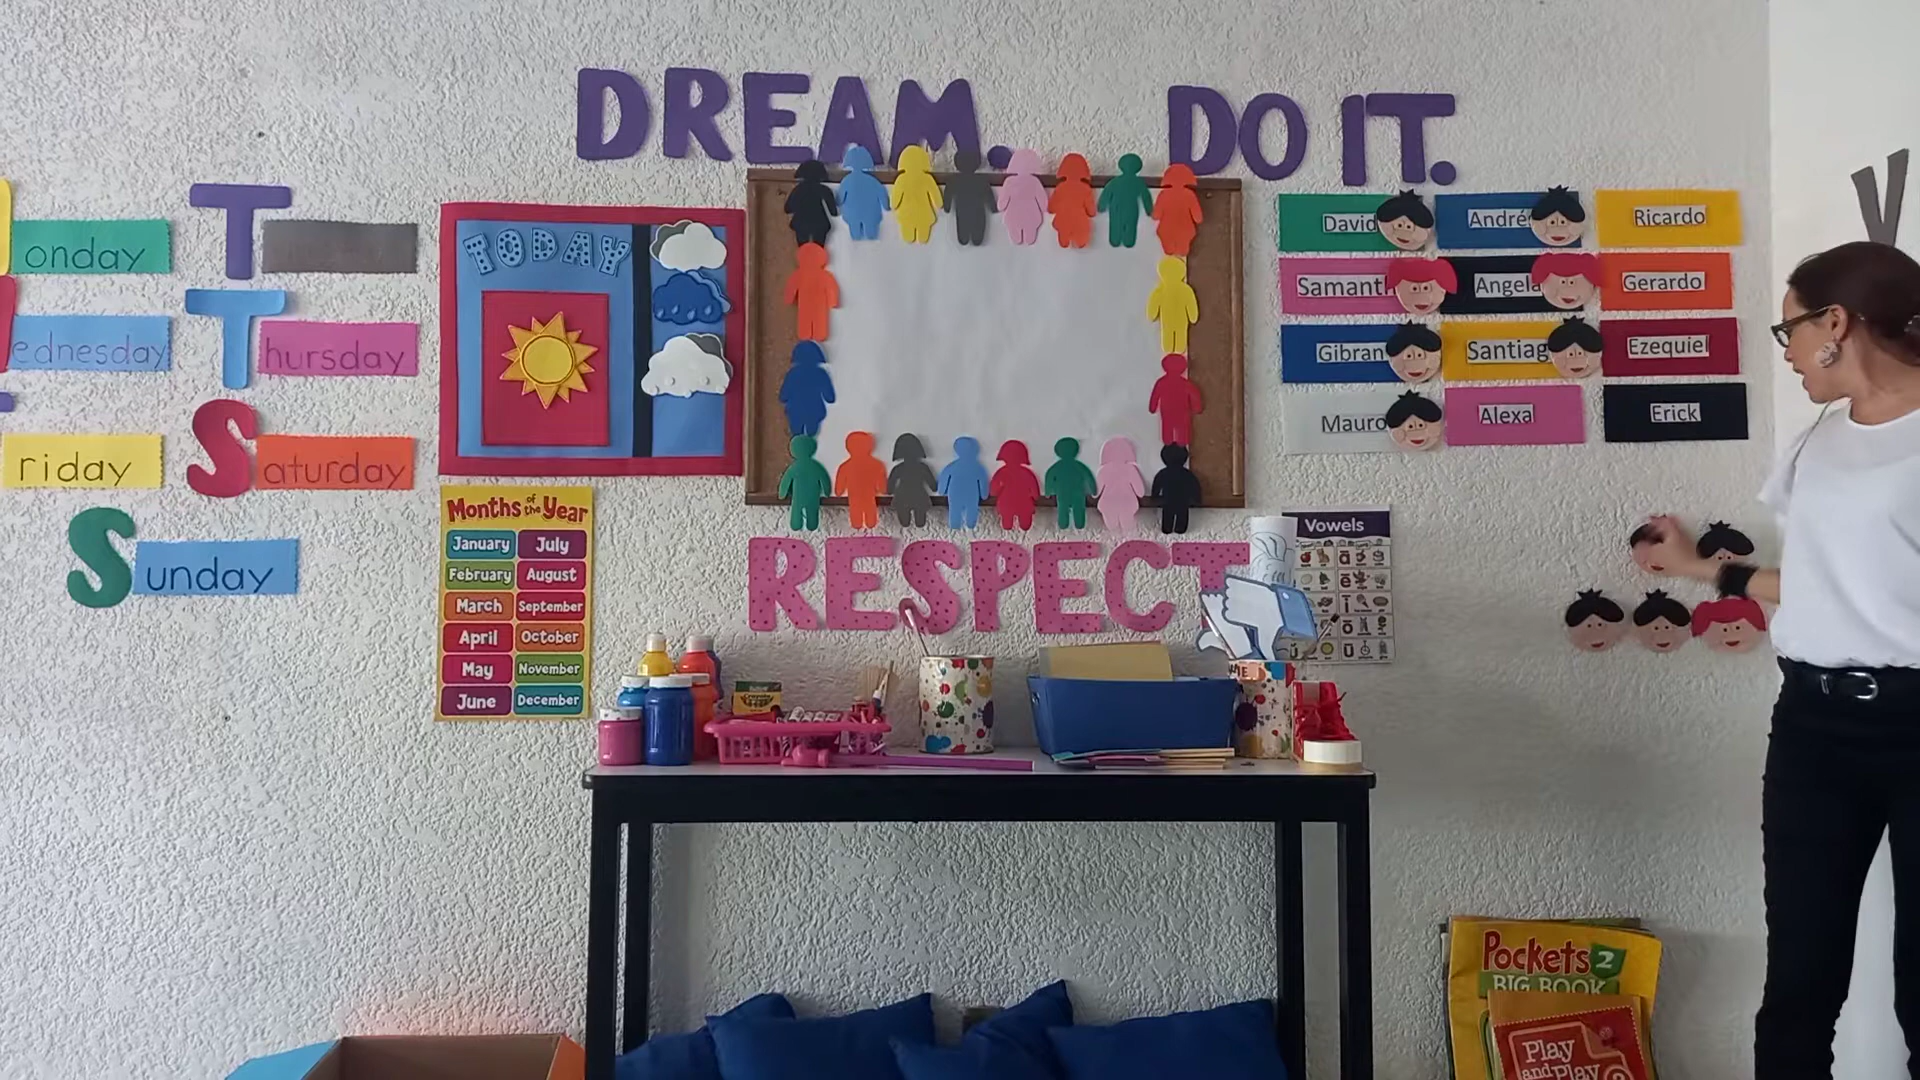 DREAM. DO IT.
onday
T
ednesday
T hursday
riday
S aturday
S unday
TODAY
Months of the Year
January July
February August
March September
April October
May November
June December
RESPECT
David André Ricardo
Samant Angela Gerardo
Gibran Santiag Ezequiel
Mauro Alexa Erick
Vowels
Pockets 2
BIG BOOK
Play
and Play